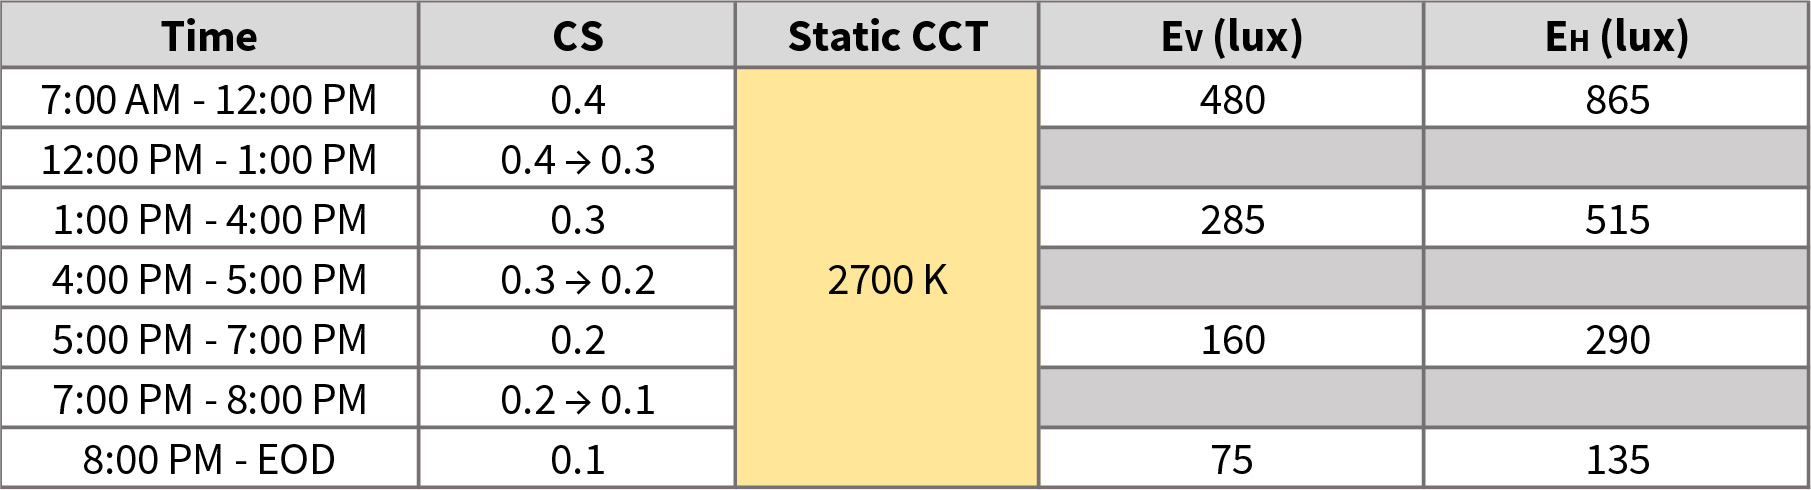 Time CS Static CCT Ev (lux) EH (lux)
7:00 AM - 12:00 PM 0.4 480 865
12:00 PM - 1:00 PM 0.4 → 0.3
1:00 PM - 4:00 PM 0.3 285 515
4:00 PM - 5:00 PM 0.3 → 0.2 2700 K
5:00 PM - 7:00 PM 0.2 160 290
7:00 PM - 8:00 PM 0.2 → 0.1
8:00 PM - EOD 0.1 75 135